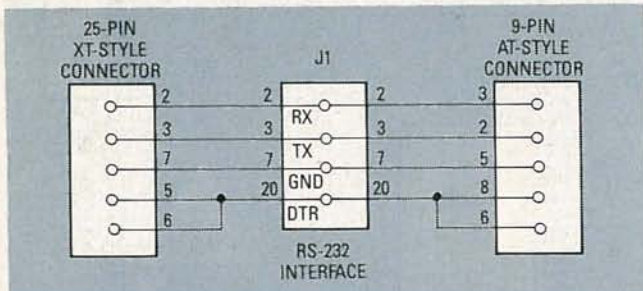 25-PIN
XT-STYLE
CONNECTOR
J1
9-PIN
AT-STYLE
CONNECTOR
2 2 2 3
RX
3 3 3 2
TX
7 7 7 5
GND
5 20 20 8
DTR
6 6
RS-232
INTERFACE